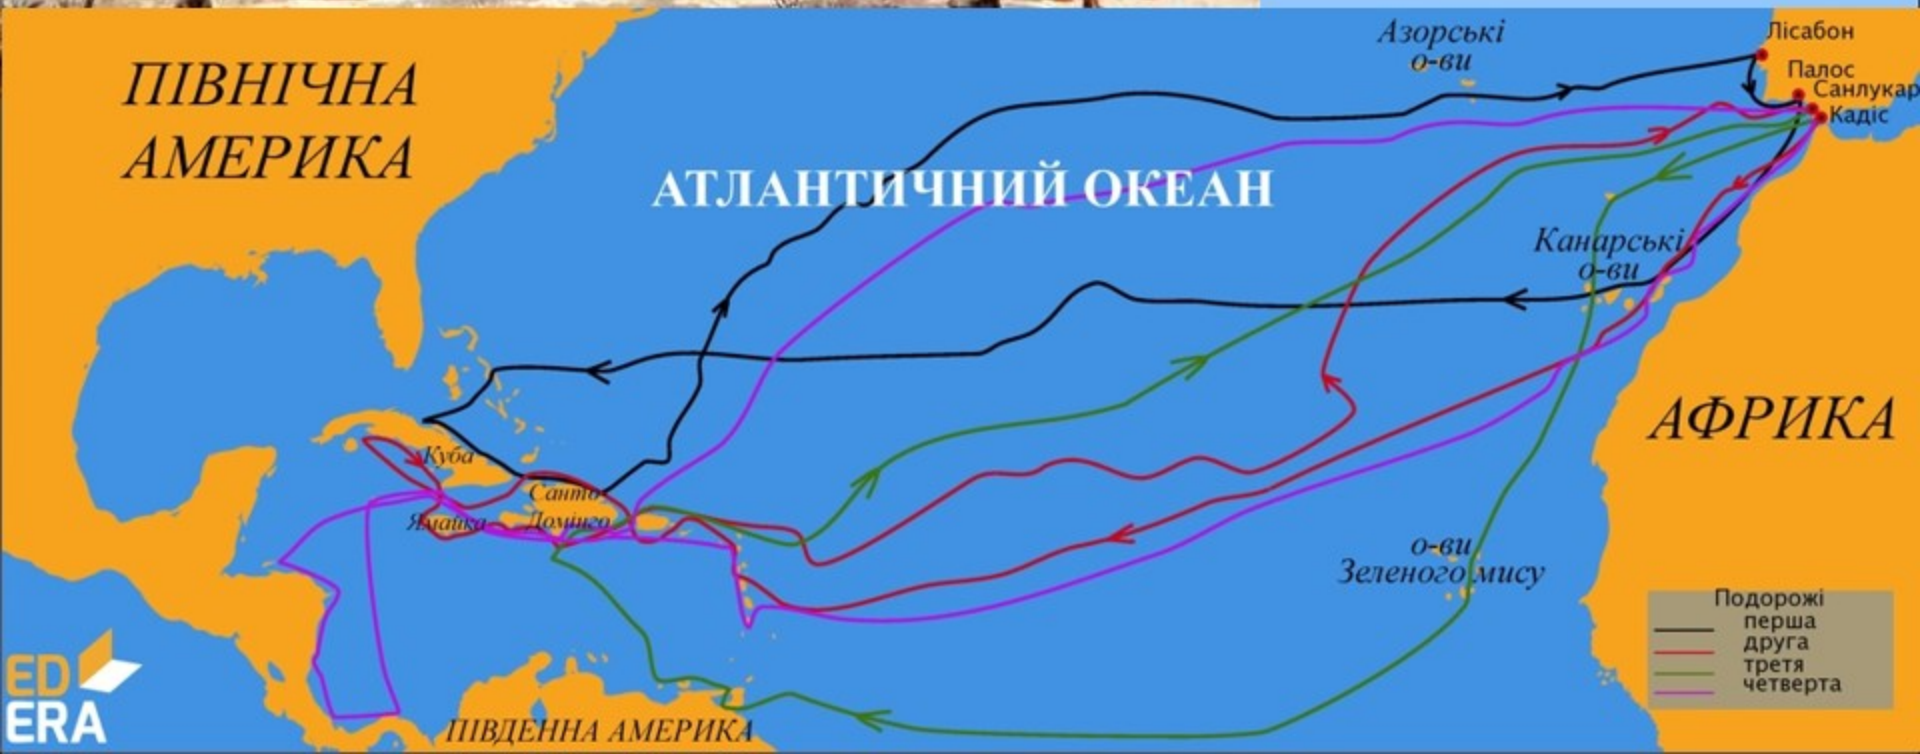 ПІВНІЧНА
АМЕРИКА
АТЛАНТИЧНИЙ ОКЕАН
Азорські
о-ви
Лісабон
Палос
Санлукар
Кадіс
Канарські
о-ви
АФРИКА
Куба
Санто
Домінго
Ямайка
о-ви
Зеленого мису
ПІВДЕННА АМЕРИКА
Подорожі
перша
друга
третя
четверта
ED
ERA